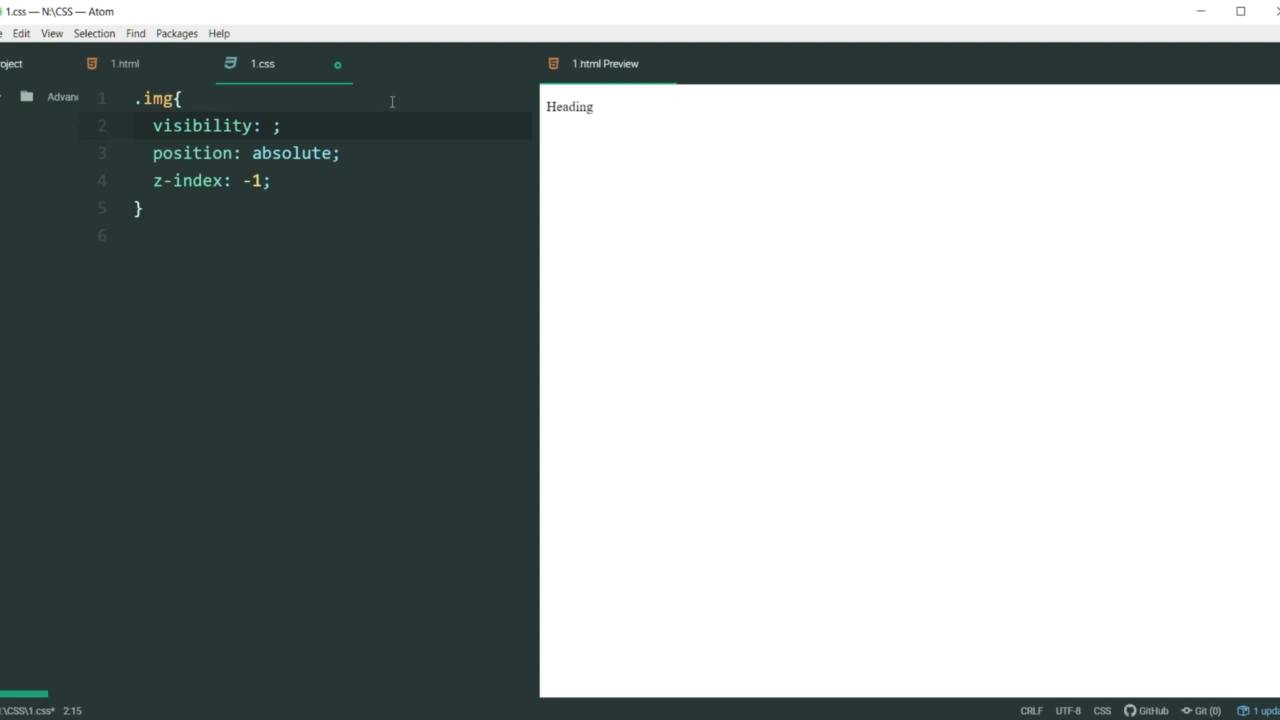 1.css — N:\CSS — Atom
Edit View Selection Find Packages Help
1.html
1.css
1.html Preview
1 .img{
2 visibility: ;
3 position: absolute;
4 z-index: -1;
5 }
6
Heading
:\CSS\1.css* 2:15
CRLF UTF-8 CSS GitHub Git (0)